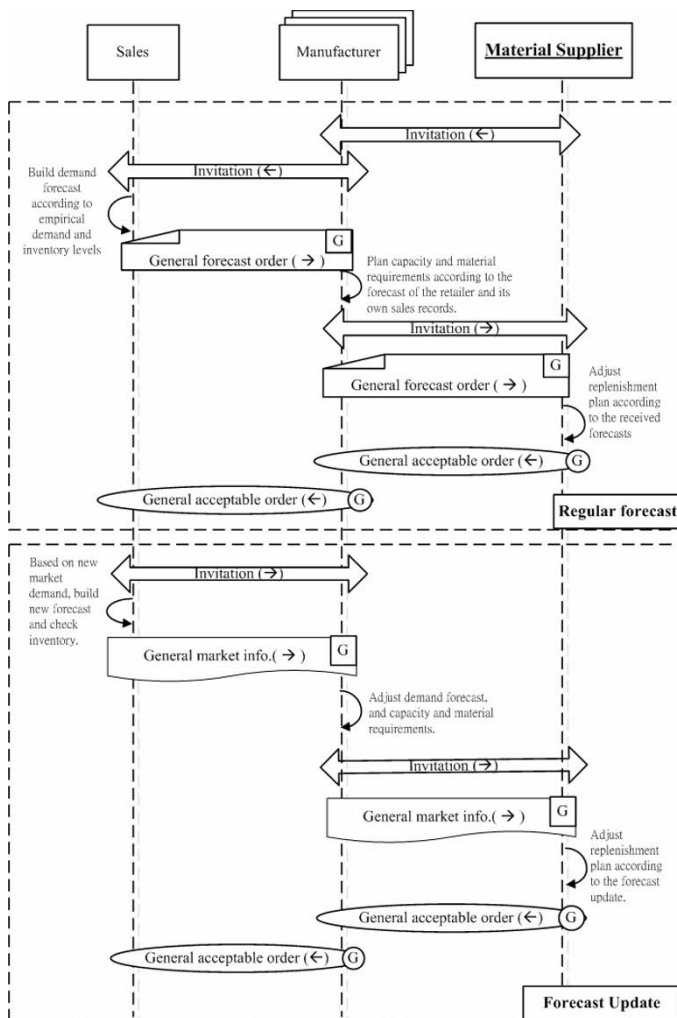 Sales
Manufacturer
Material Supplier
Invitation (←)
Invitation (←)
Build demand
forecast
according to
empirical
demand and
inventory levels
G
General forecast order ( → )
Plan capacity and material
requirements according to the
forecast of the retailer and its
own sales records.
Invitation (→)
G
General forecast order ( → )
Adjust
replenishment
plan according
to the received
forecasts
General acceptable order (←)
G
General acceptable order (←)
G
Regular forecast
Based on new
market
demand, build
new forecast
and check
inventory.
Invitation (→)
General market info.( → )
G
Adjust demand forecast,
and capacity and material
requirements.
Invitation (→)
General market info.( → )
G
Adjust
replenishment
plan according
to the forecast
update.
General acceptable order (←)
G
General acceptable order (←)
G
Forecast Update